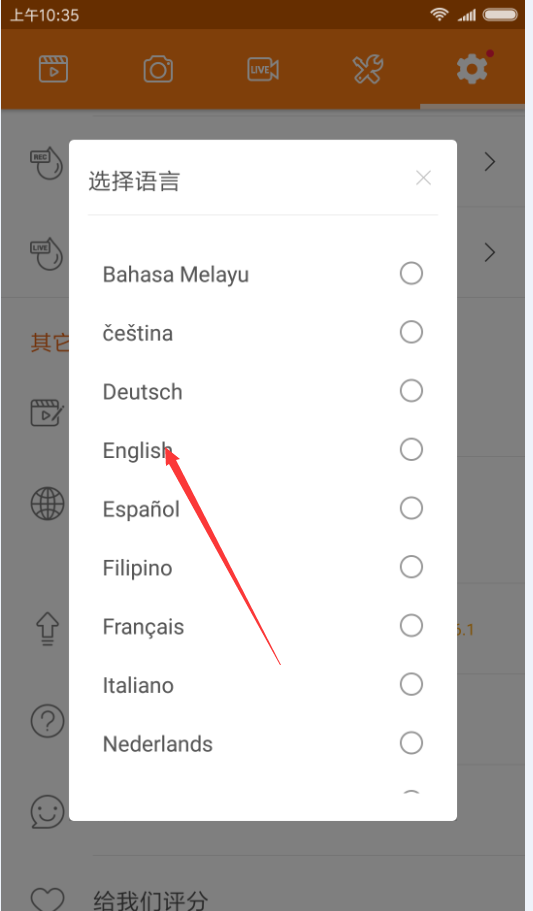 上午10:35
LIVE
选择语言
REC
Bahasa Melayu
LIVE
čeština
其它
Deutsch
English
Español
Filipino
Français
5.1
Italiano
Nederlands
给我们评分